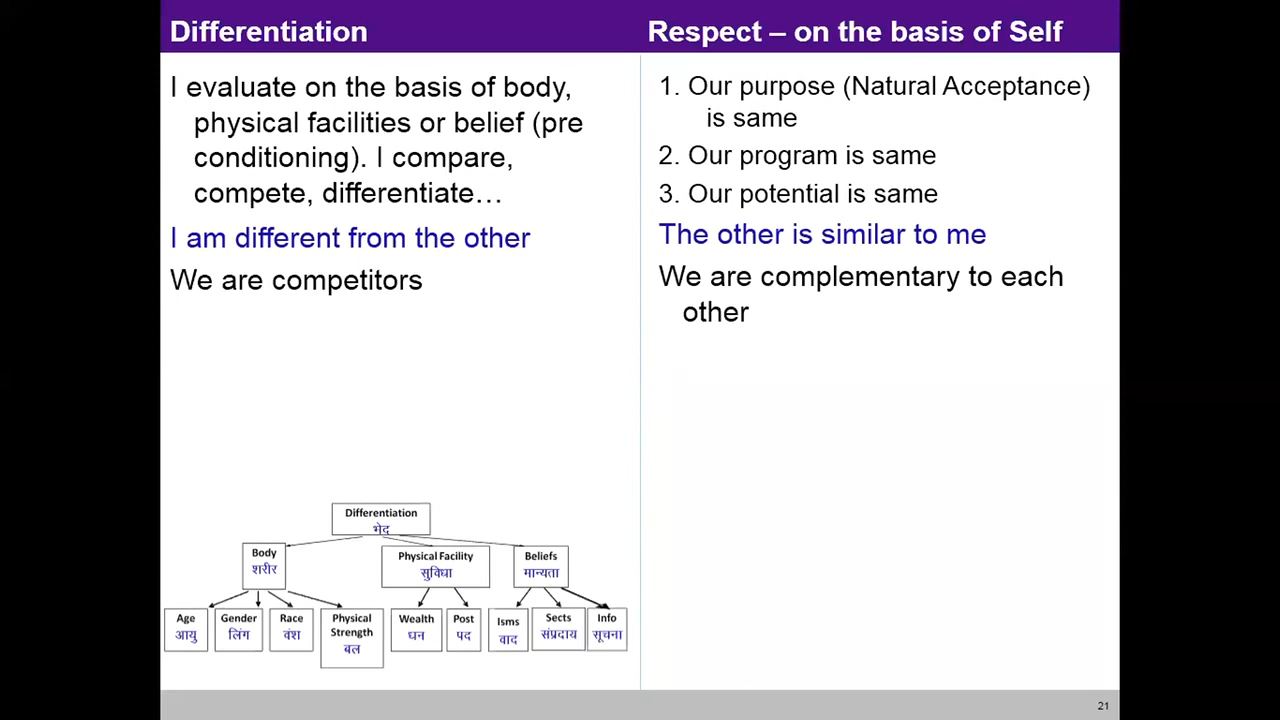 Differentiation
Respect – on the basis of Self
I evaluate on the basis of body,
physical facilities or belief (pre
conditioning). I compare,
compete, differentiate…
I am different from the other
We are competitors
1. Our purpose (Natural Acceptance)
is same
2. Our program is same
3. Our potential is same
The other is similar to me
We are complementary to each
other
Differentiation
भेद
Body
शरीर
Physical Facility
सुविधा
Beliefs
मान्यता
Age
आयु
Gender
लिंग
Race
वंश
Physical
Strength
बल
Wealth
धन
Post
पद
Isms
वाद
Sects
संप्रदाय
Info
सूचना
21